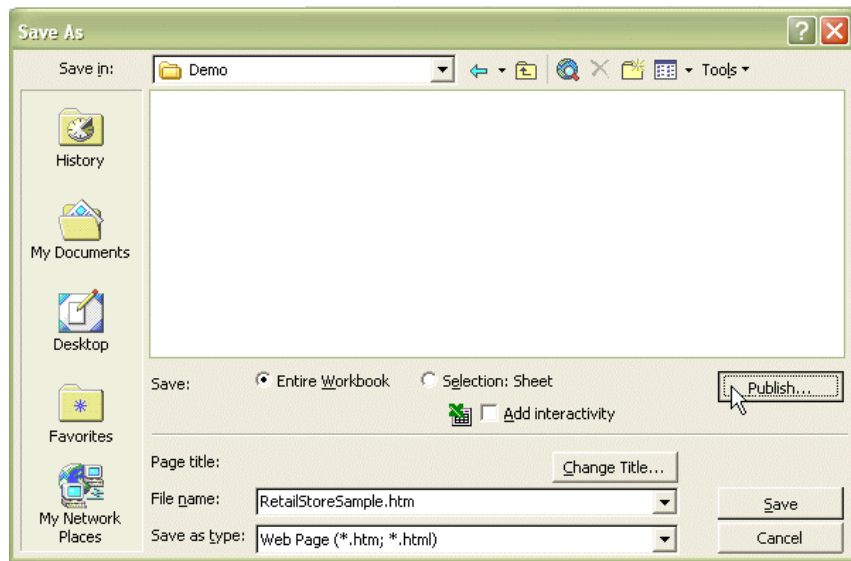 Save As
Save in:
Demo
Tools
History
My Documents
Desktop
Favorites
My Network
Places
Save:
Entire Workbook
Selection: Sheet
Publish...
Add interactivity
Page title:
Change Title...
File name:
RetailStoreSample.htm
Save
Save as type:
Web Page (*.htm; *.html)
Cancel